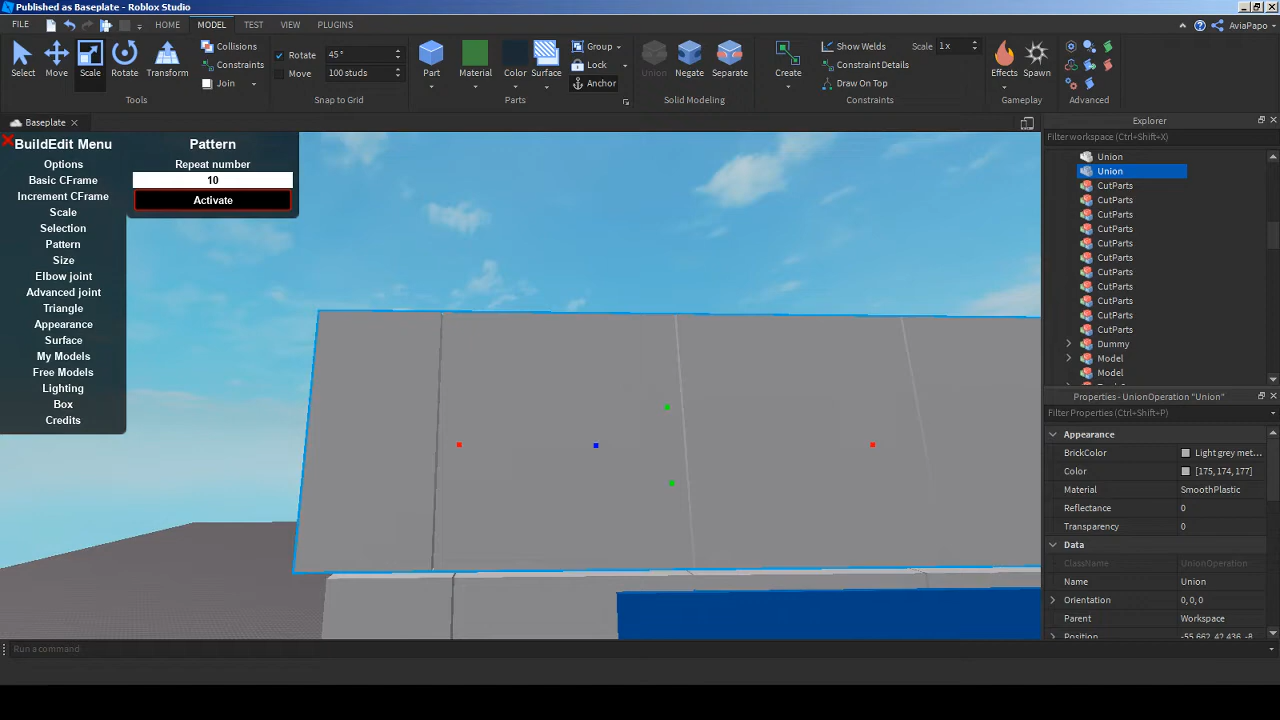 Published as Baseplate - Roblox Studio
FILE HOME MODEL TEST VIEW PLUGINS AviaPapo
Select Move Scale Rotate Transform
Collisions
Constraints
Join
Tools
Rotate 45°
Move 100 studs
Snap to Grid
Part Material Color Surface
Group
Lock
Anchor
Parts
Union Negate Separate
Solid Modeling
Create
Show Welds Scale 1x
Constraint Details
Draw On Top
Constraints
Effects Spawn
Gameplay
Advanced
Baseplate
BuildEdit Menu
Options
Basic CFrame
Increment CFrame
Scale
Selection
Pattern
Size
Elbow joint
Advanced joint
Triangle
Appearance
Surface
My Models
Free Models
Lighting
Box
Credits
Pattern
Repeat number
10
Activate
Explorer
Filter workspace (Ctrl+Shift+X)
Union
Union
CutParts
CutParts
CutParts
CutParts
CutParts
CutParts
CutParts
CutParts
CutParts
CutParts
CutParts
Dummy
Model
Model
Properties - UnionOperation "Union"
Filter Properties (Ctrl+Shift+P)
Appearance
BrickColor Light grey met...
Color [175,174,177]
Material SmoothPlastic
Reflectance 0
Transparency 0
Data
ClassName UnionOperation
Name Union
Orientation 0, 0, 0
Parent Workspace
Position -55.662, 42.436, -8
Run a command